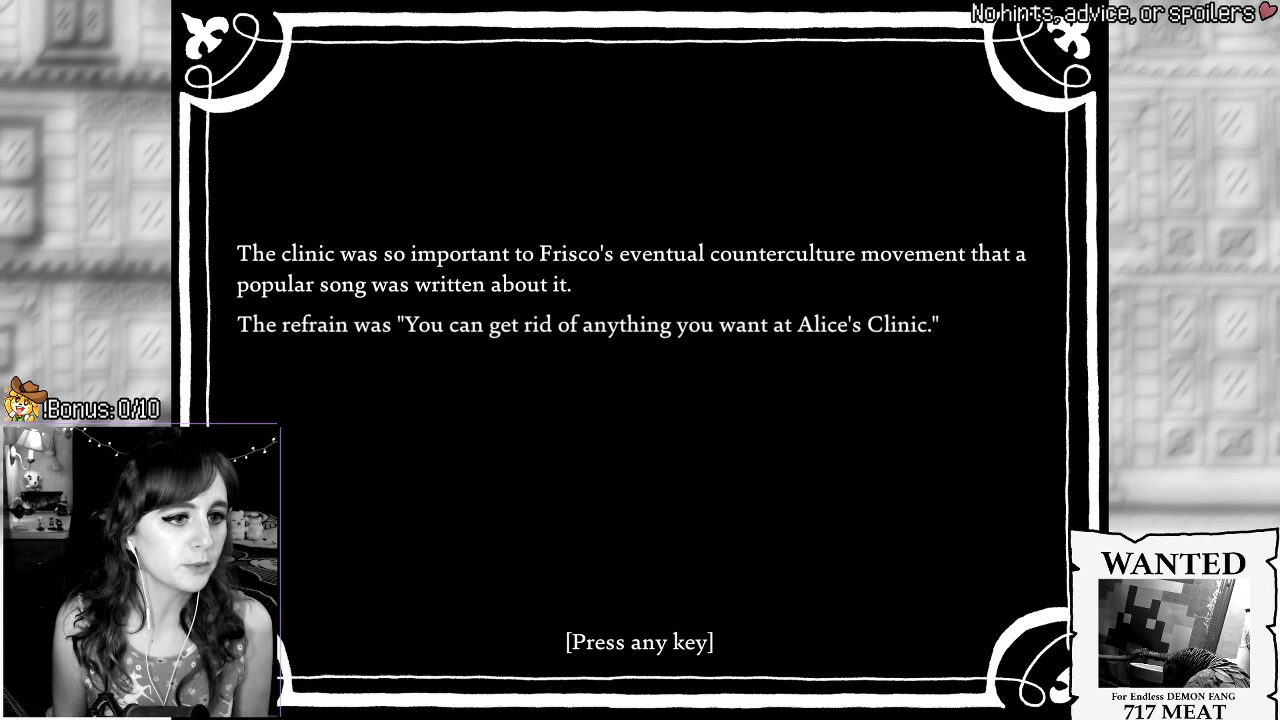 No hints, advice, or spoilers
The clinic was so important to Frisco's eventual counterculture movement that a
popular song was written about it.
The refrain was "You can get rid of anything you want at Alice's Clinic."
!Bonus: 0/10
[Press any key]
WANTED
For Endless DEMON FANG
717 MEAT